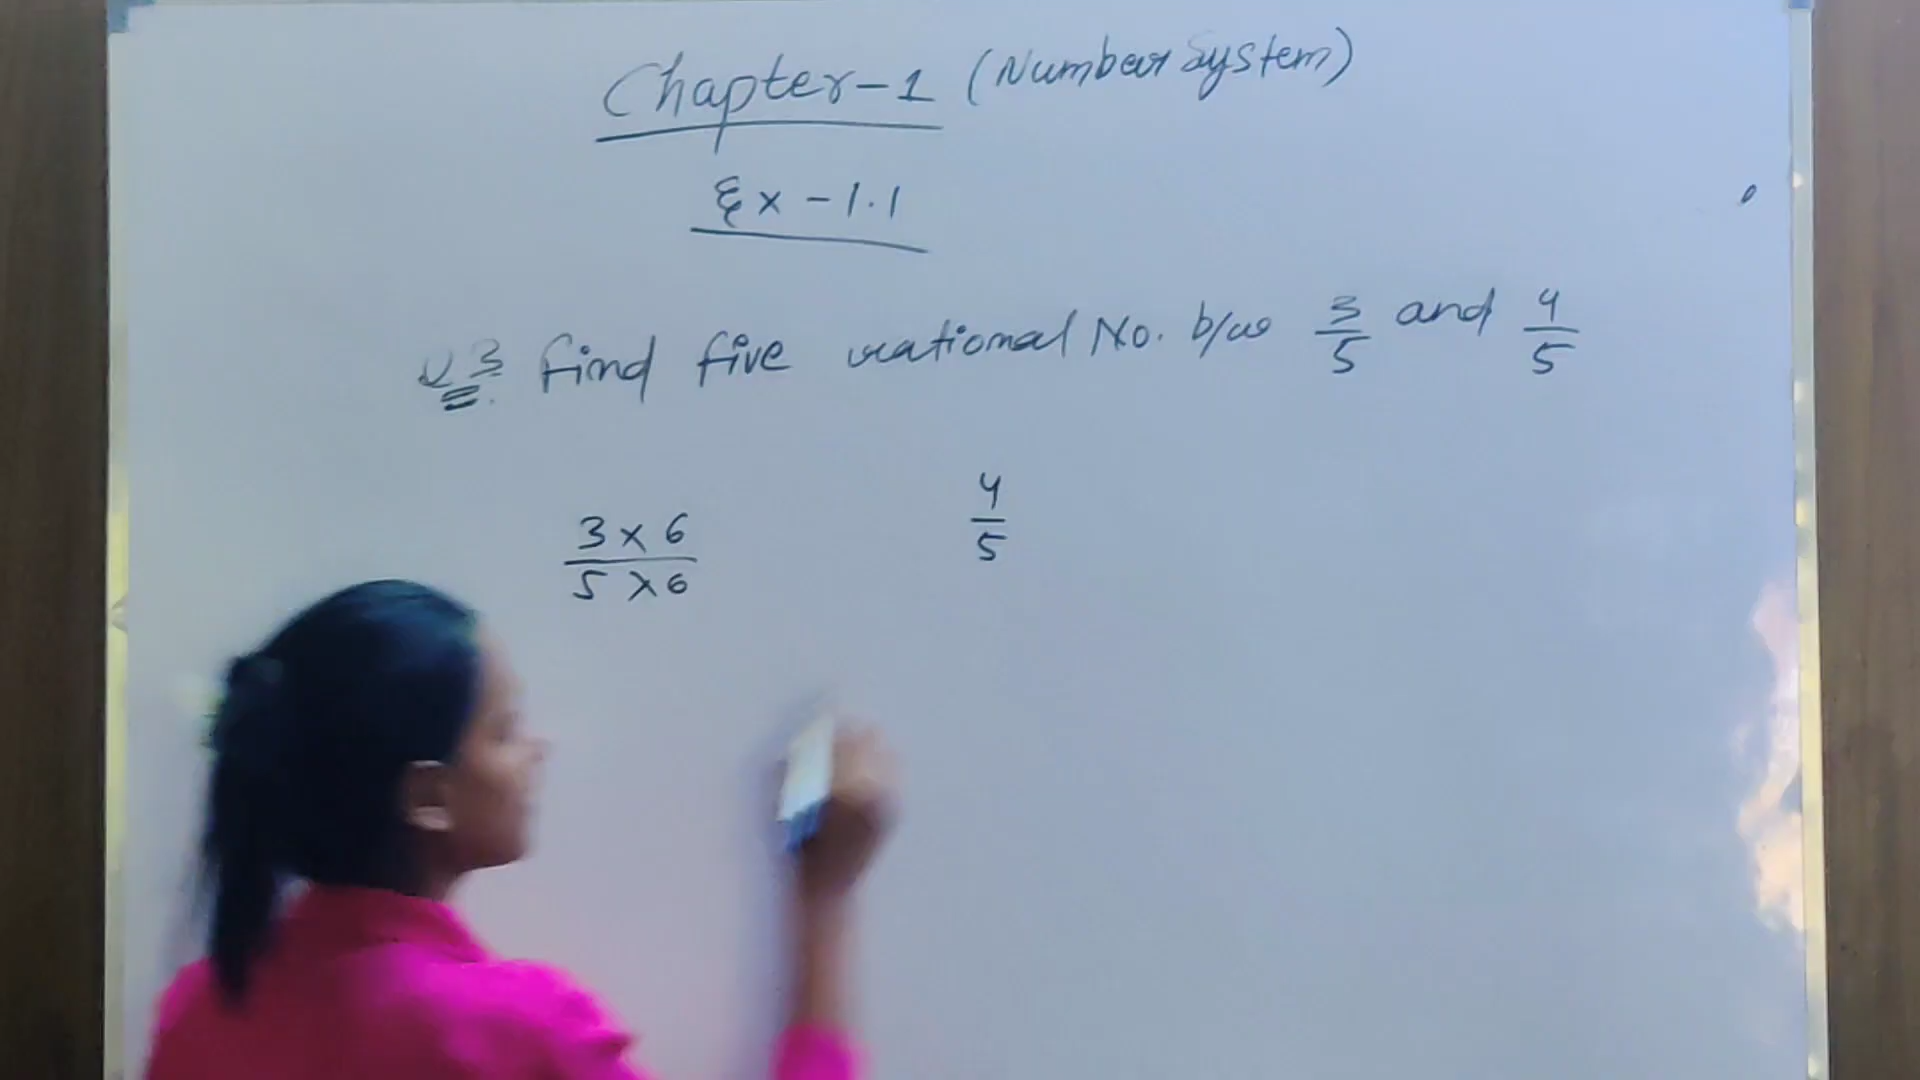 Chapter-1 (Number System)
Ex - 1.1
Q3. find five rational No. b/w 3/5 and 4/5
3 x 6 / 5 x 6
4/5